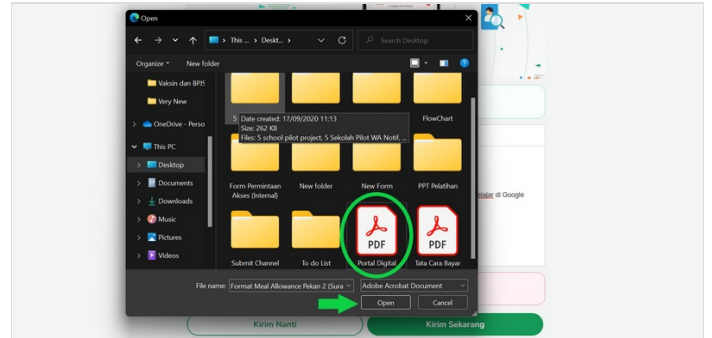 Open
This ... › Deskt... ›
Search Desktop
Organize
New folder
Vaksin dan BPJS
Very New
OneDrive - Perso
This PC
Desktop
Documents
Downloads
Music
Pictures
Videos
5
Date created: 17/09/2020 11:13
Size: 262 KB
Files: 5 school pilot project, 5 Sekolah Pilot WA Notif, ...
FlowChart
Form Permintaan
Akses (Internal)
New folder
New Form
PPT Pelatihan
PDF
PDF
Submit Channel
To do List
Portal Digital
Tata Cara Bayar
File name:
Format Meal Allowance Pekan 2 (Sura
Adobe Acrobat Document
Open
Cancel
elajar di Google
Kirim Nanti
Kirim Sekarang